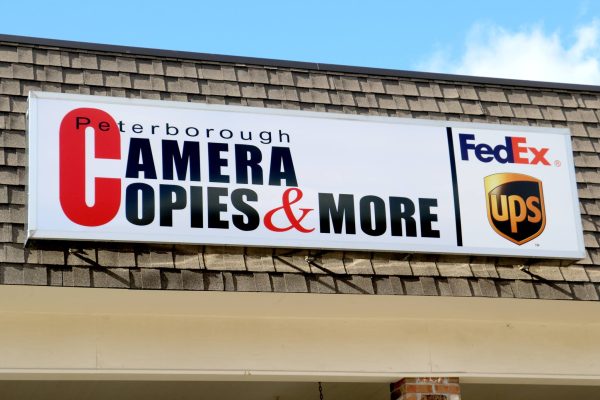 Peterborough
CAMERA
COPIES & MORE
FedEx®
ups